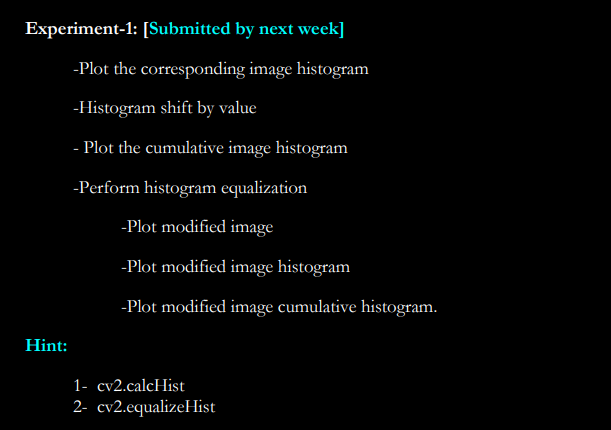 Experiment-1: [Submitted by next week]
-Plot the corresponding image histogram
-Histogram shift by value
- Plot the cumulative image histogram
-Perform histogram equalization
-Plot modified image
-Plot modified image histogram
-Plot modified image cumulative histogram.
Hint:
1- cv2.calcHist
2- cv2.equalizeHist